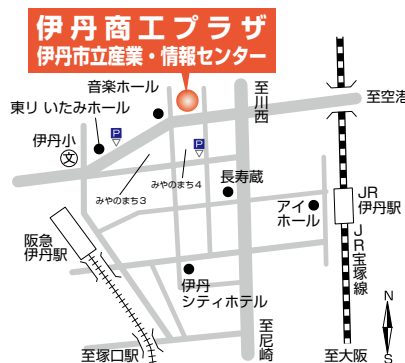 伊丹商工プラザ
伊丹市立産業・情報センター
音楽ホール
至川西
至空港
東リ いたみホール
伊丹小
文
P
P
みやのまち3
みやのまち4
長寿蔵
アイ
ホール
JR
伊丹駅
阪急
伊丹駅
JR宝塚線
伊丹
シティホテル
至塚口駅
至尼崎
至大阪
N
S